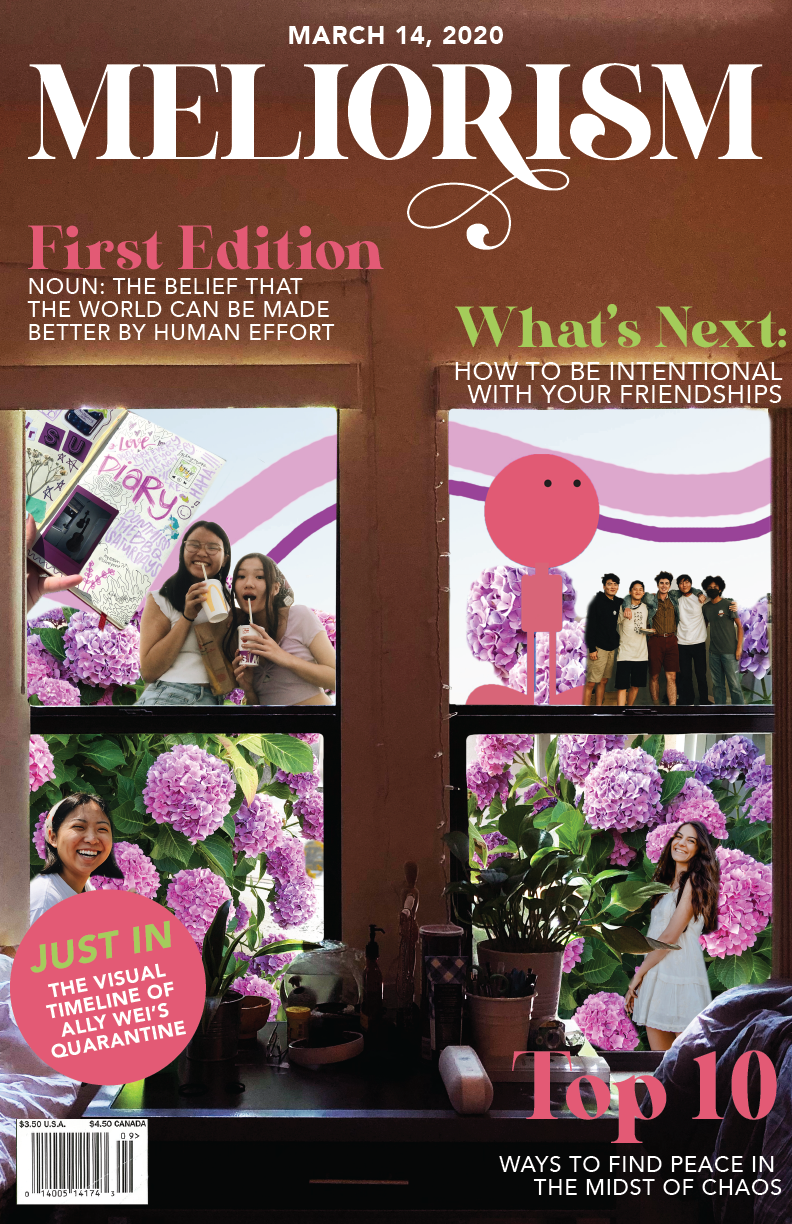 MARCH 14, 2020
MELIORISM
First Edition
NOUN: THE BELIEF THAT
THE WORLD CAN BE MADE
BETTER BY HUMAN EFFORT
What's Next:
HOW TO BE INTENTIONAL
WITH YOUR FRIENDSHIPS
SU
Love
DiARY
JUST IN
THE VISUAL
TIMELINE OF
ALLY WEI'S
QUARANTINE
Top 10
WAYS TO FIND PEACE IN
THE MIDST OF CHAOS
$3.50 U.S.A. $4.50 CANADA
09>
0 14005 14174 3